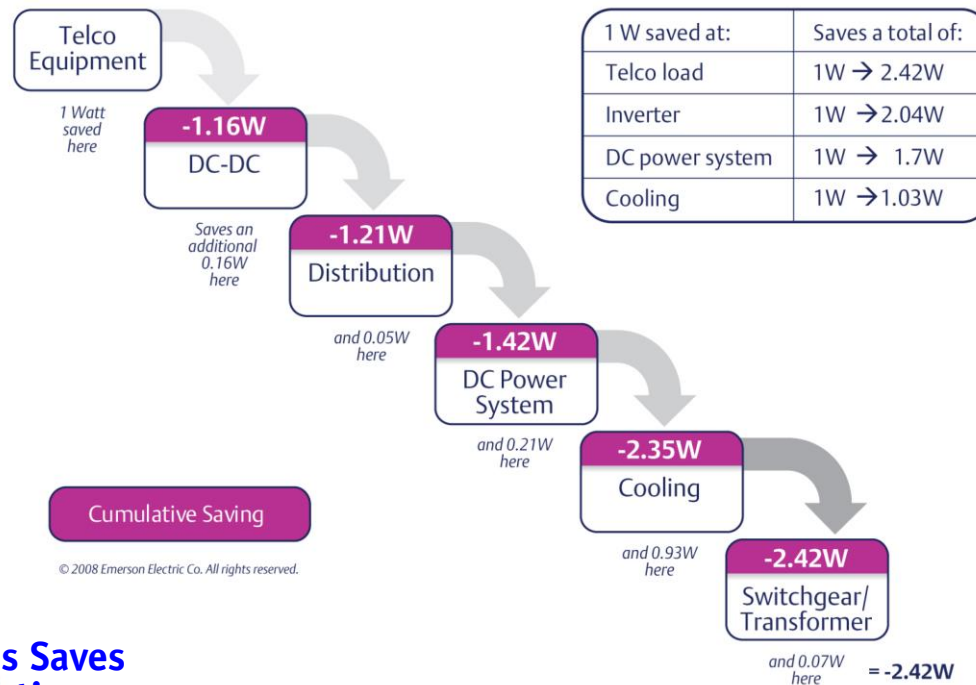 Telco
Equipment
1 Watt
saved
here
-1.16W
DC-DC
Saves an
additional
0.16W
here
-1.21W
Distribution
and 0.05W
here
-1.42W
DC Power
System
and 0.21W
here
-2.35W
Cooling
and 0.93W
here
-2.42W
Switchgear/
Transformer
and 0.07W
here
= -2.42W
1 W saved at: Saves a total of:
Telco load 1W → 2.42W
Inverter 1W → 2.04W
DC power system 1W → 1.7W
Cooling 1W → 1.03W
Cumulative Saving
© 2008 Emerson Electric Co. All rights reserved.
s Saves